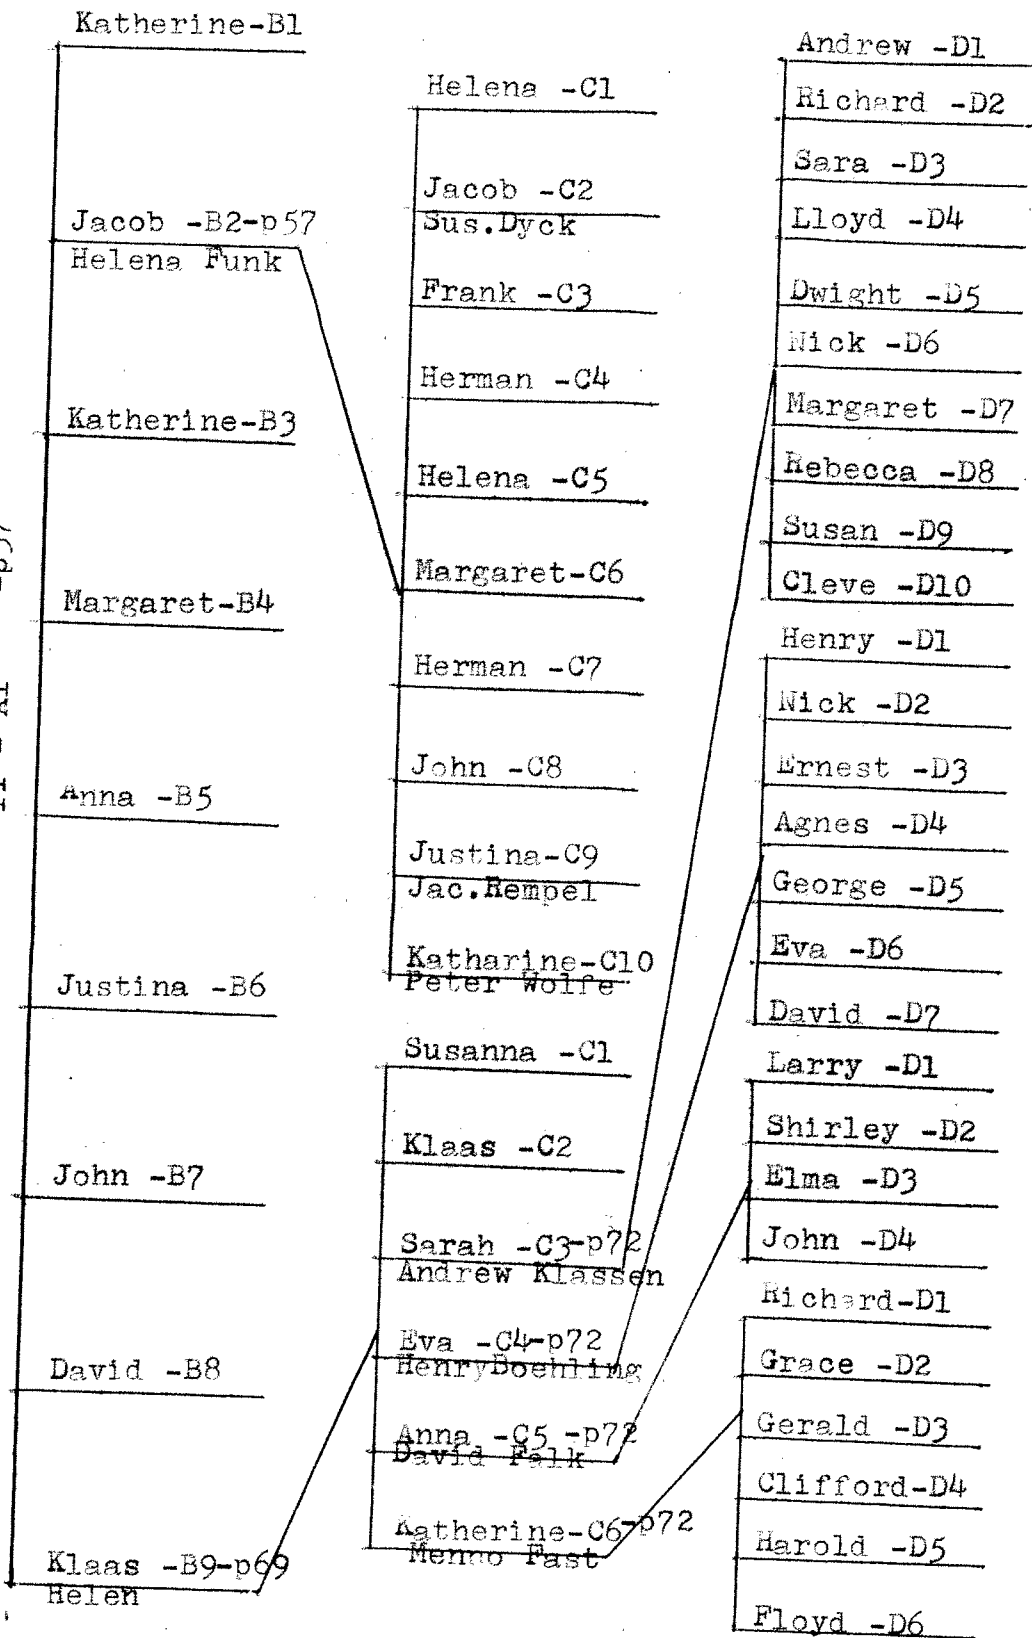 Katherine-B1
Jacob -B2-p57
Helena Funk
Katherine-B3
Margaret-B4
Anna -B5
Justina -B6
John -B7
David -B8
Klaas -B9-p69
Helen
Helena -C1
Jacob -C2
Sus.Dyck
Frank -C3
Herman -C4
Helena -C5
Margaret-C6
Herman -C7
John -C8
Justina-C9
Jac.Rempel
Katharine-C10
Peter Wolfe
Susanna -C1
Klaas -C2
Sarah -C3-p72
Andrew Klassen
Eva -C4-p72
HenryDoehling
Anna -C5 -p72
David Falk
Katherine-C6-p72
Menno Fast
Andrew -D1
Richard -D2
Sara -D3
Lloyd -D4
Dwight -D5
Nick -D6
Margaret -D7
Rebecca -D8
Susan -D9
Cleve -D10
Henry -D1
Nick -D2
Ernest -D3
Agnes -D4
George -D5
Eva -D6
David -D7
Larry -D1
Shirley -D2
Elma -D3
John -D4
Richard-D1
Grace -D2
Gerald -D3
Clifford-D4
Harold -D5
Floyd -D6